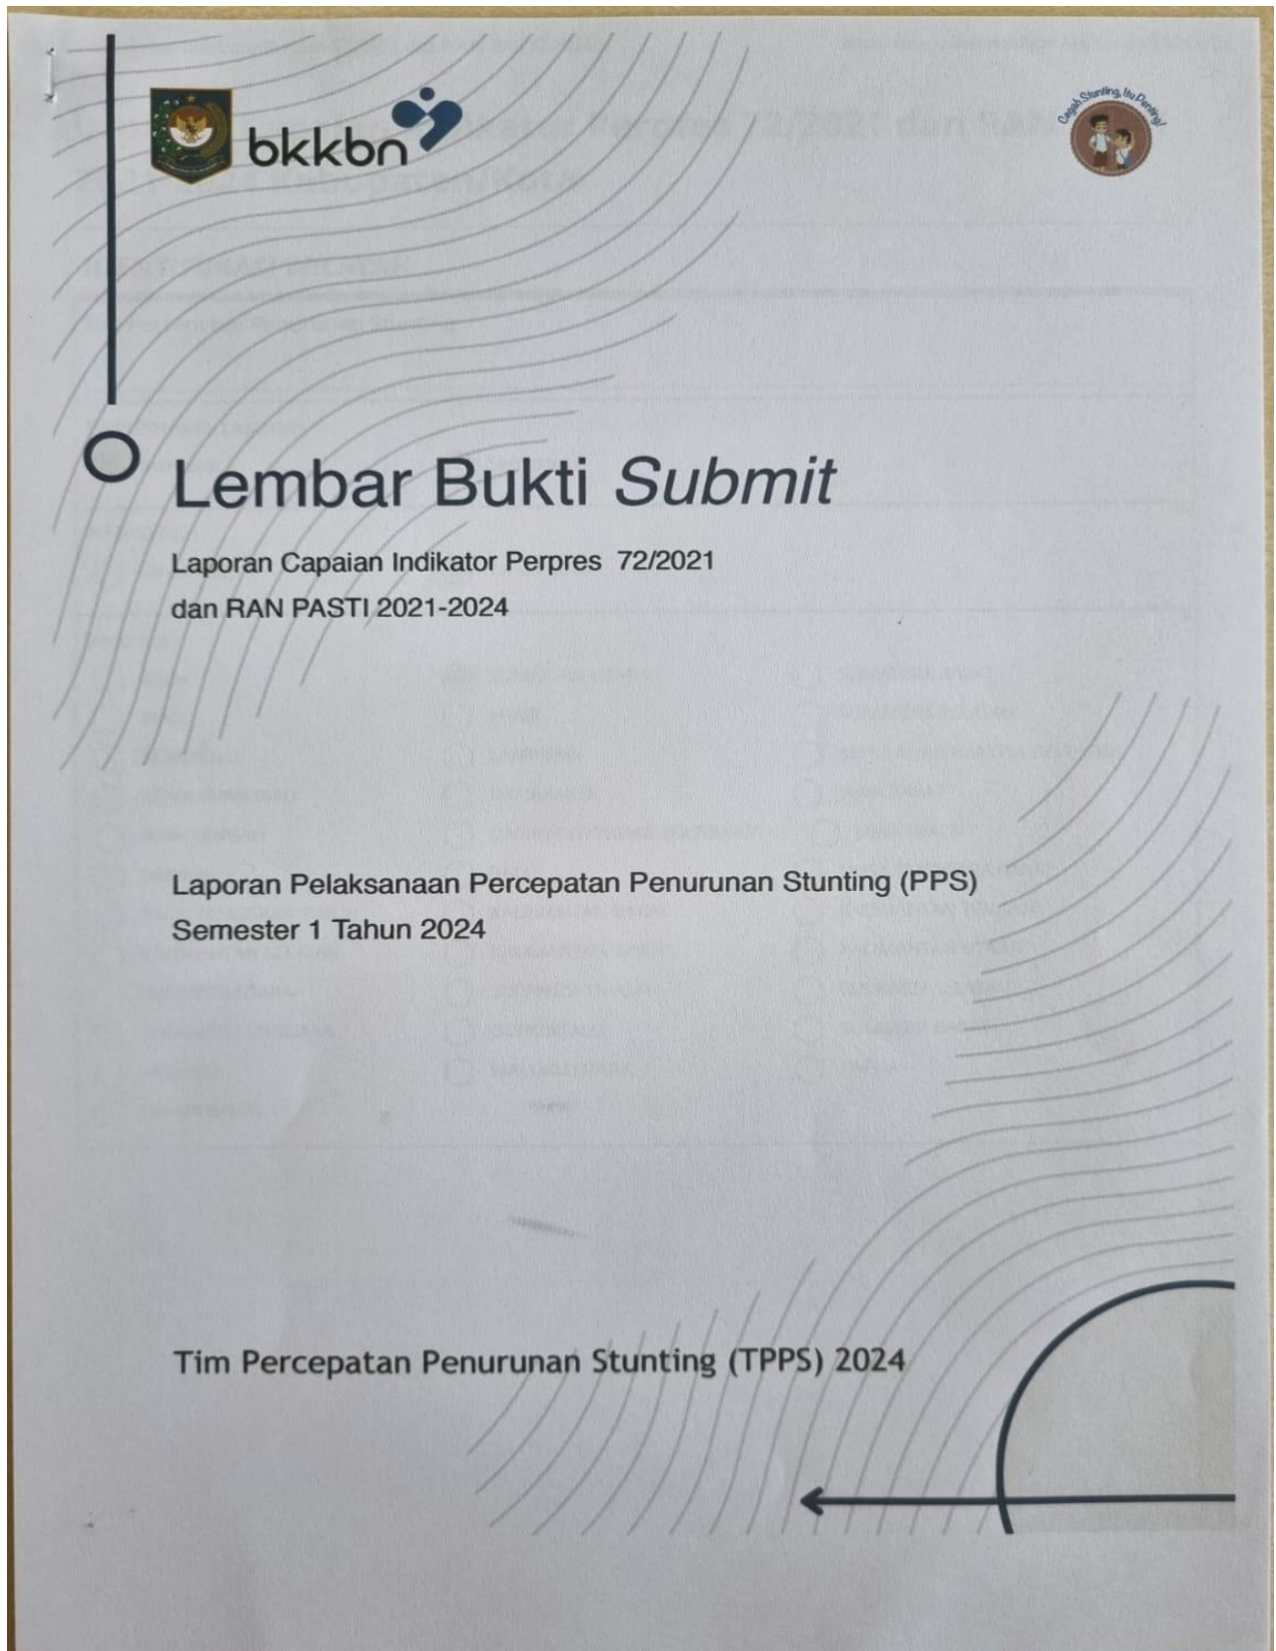 bkkbn
Cegah Stunting, Itu Penting!
Lembar Bukti Submit
Laporan Capaian Indikator Perpres 72/2021
dan RAN PASTI 2021-2024
Laporan Pelaksanaan Percepatan Penurunan Stunting (PPS)
Semester 1 Tahun 2024
Tim Percepatan Penurunan Stunting (TPPS) 2024